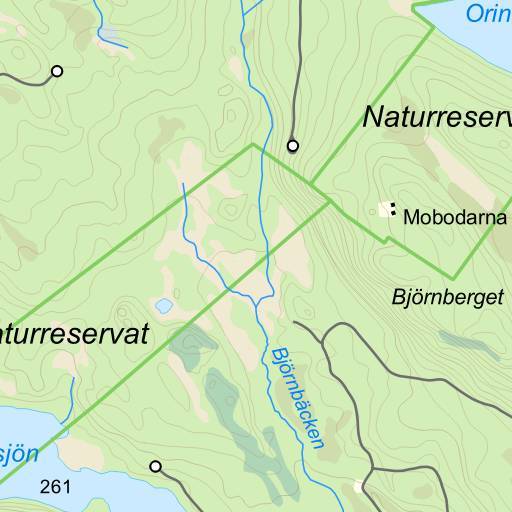 Orin
Naturreserv
Mobodarna
Björnberget
aturreservat
Björnbäcken
sjön
261